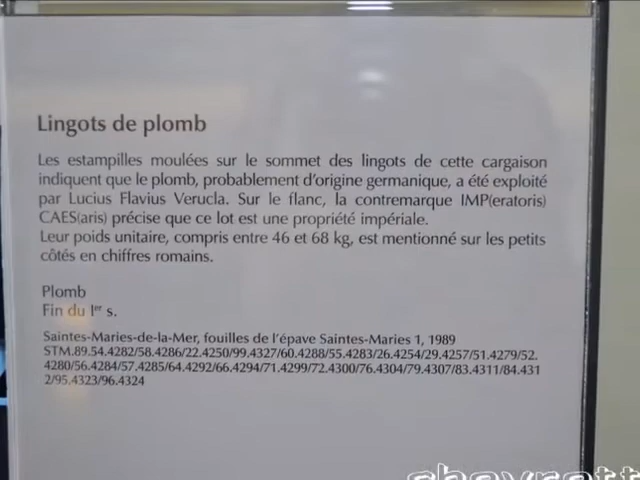 Lingots de plomb
Les estampilles moulées sur le sommet des lingots de cette cargaison
indiquent que le plomb, probablement d'origine germanique, a été exploité
par Lucius Flavius Verucla. Sur le flanc, la contremarque IMP(eratoris)
CAES(aris) précise que ce lot est une propriété impériale.
Leur poids unitaire, compris entre 46 et 68 kg, est mentionné sur les petits
côtés en chiffres romains.
Plomb
Fin du Ier s.
Saintes-Maries-de-la-Mer, fouilles de l'épave Saintes-Maries 1, 1989
STM.89.54.4282/58.4286/22.4250/99.4327/60.4288/55.4283/26.4254/29.4257/51.4279/52.
4280/56.4284/57.4285/64.4292/66.4294/71.4299/72.4300/76.4304/79.4307/83.4311/84.431
2/95.4323/96.4324